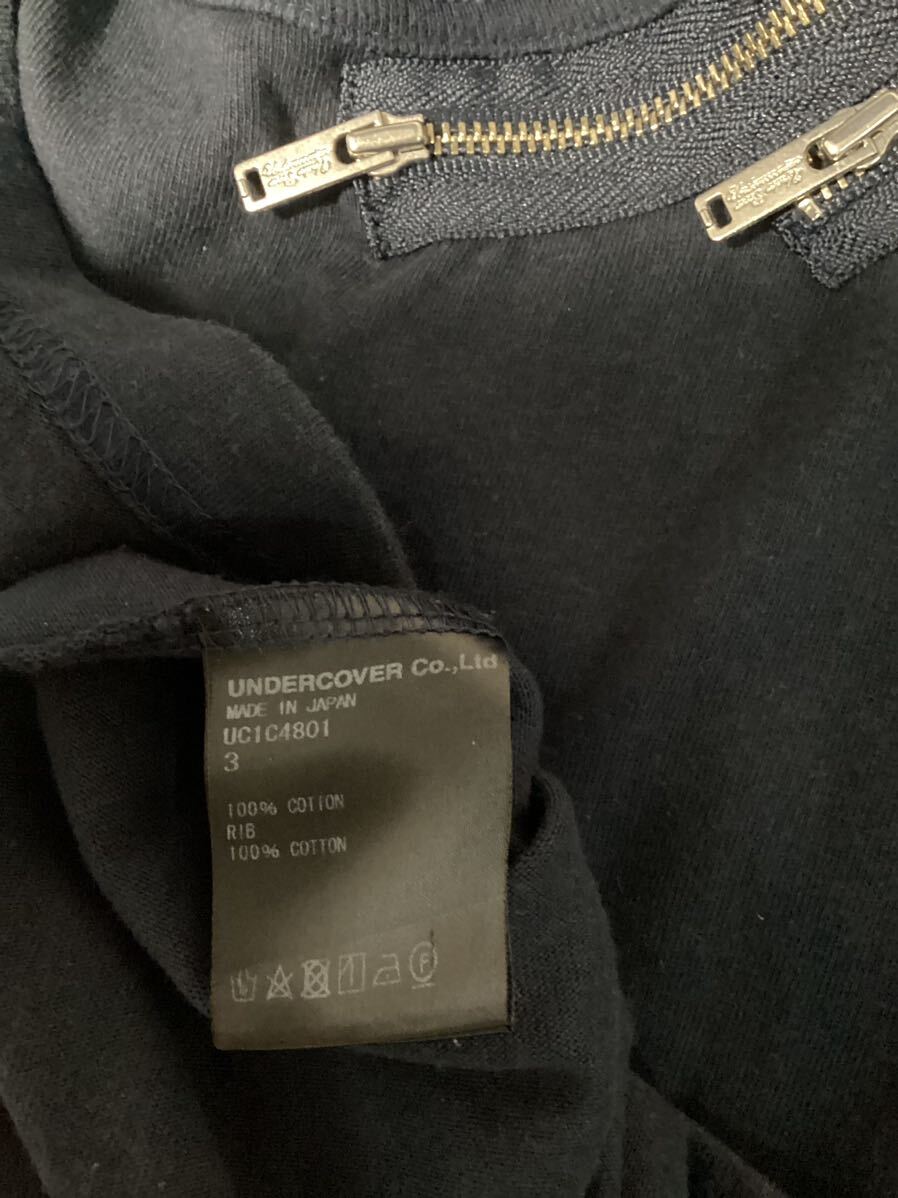 UNDERCOVER Co.,Ltd
MADE IN JAPAN
UC1C4801
3
100% COTTON
RIB
100% COTTON
F